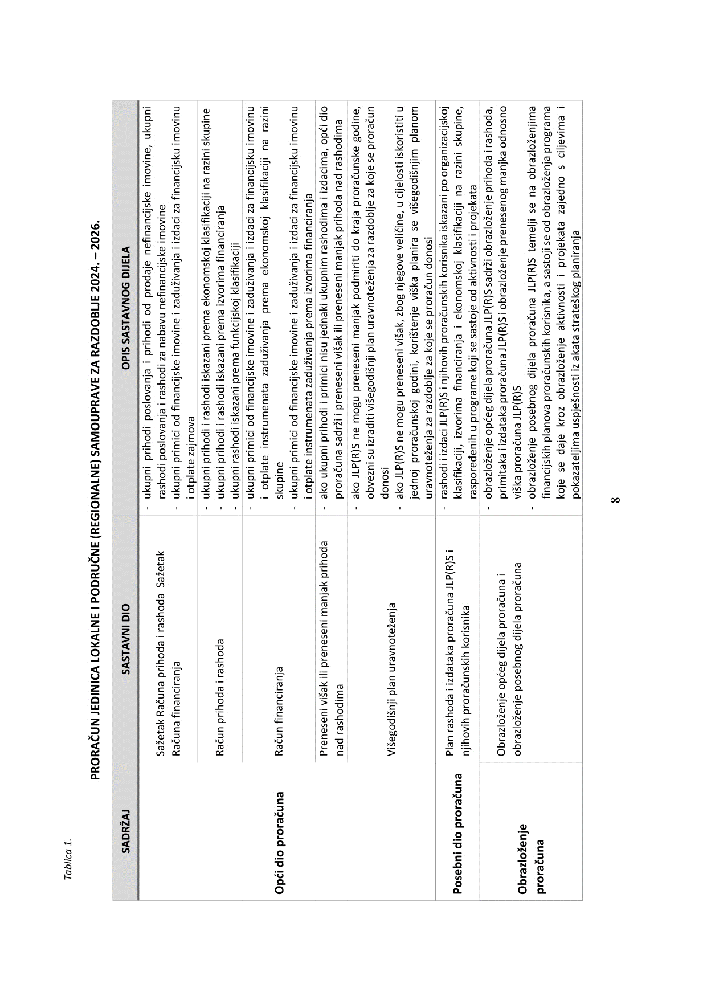 Tablica 1.
PRORAČUN JEDINICA LOKALNE I PODRUČNE (REGIONALNE) SAMOUPRAVE ZA RAZDOBLJE 2024. – 2026.
SADRŽAJ
SASTAVNI DIO
OPIS SASTAVNOG DIJELA
Opći dio proračuna
Sažetak Računa prihoda i rashoda Sažetak
Računa financiranja
- ukupni prihodi poslovanja i prihodi od prodaje nefinancijske imovine, ukupni
rashodi poslovanja i rashodi za nabavu nefinancijske imovine
- ukupni primici od financijske imovine i zaduživanja i izdaci za financijsku imovinu
i otplate zajmova
Račun prihoda i rashoda
- ukupni prihodi i rashodi iskazani prema ekonomskoj klasifikaciji na razini skupine
- ukupni prihodi i rashodi iskazani prema izvorima financiranja
- ukupni rashodi iskazani prema funkcijskoj klasifikaciji
Račun financiranja
- ukupni primici od financijske imovine i zaduživanja i izdaci za financijsku imovinu
i otplate instrumenata zaduživanja prema ekonomskoj klasifikaciji na razini
skupine
- ukupni primici od financijske imovine i zaduživanja i izdaci za financijsku imovinu
i otplate instrumenata zaduživanja prema izvorima financiranja
Preneseni višak ili preneseni manjak prihoda
nad rashodima
- ako ukupni prihodi i primici nisu jednaki ukupnim rashodima i izdacima, opći dio
proračuna sadrži i preneseni višak ili preneseni manjak prihoda nad rashodima
Višegodišnji plan uravnoteženja
- ako JLP(R)S ne mogu preneseni manjak podmiriti do kraja proračunske godine,
obvezni su izraditi višegodišnji plan uravnoteženja za razdoblje za koje se proračun
donosi
- ako JLP(R)S ne mogu preneseni višak, zbog njegove veličine, u cijelosti iskoristiti u
jednoj proračunskoj godini, korištenje viška planira se višegodišnjim planom
uravnoteženja za razdoblje za koje se proračun donosi
Posebni dio proračuna
Plan rashoda i izdataka proračuna JLP(R)S i
njihovih proračunskih korisnika
- rashodi i izdaci JLP(R)S i njihovih proračunskih korisnika iskazani po organizacijskoj
klasifikaciji, izvorima financiranja i ekonomskoj klasifikaciji na razini skupine,
raspoređenih u programe koji se sastoje od aktivnosti i projekata
Obrazloženje
proračuna
Obrazloženje općeg dijela proračuna i
obrazloženje posebnog dijela proračuna
- obrazloženje općeg dijela proračuna JLP(R)S sadrži obrazloženje prihoda i rashoda,
primitaka i izdataka proračuna JLP(R)S i obrazloženje prenesenog manjka odnosno
viška proračuna JLP(R)S
- obrazloženje posebnog dijela proračuna JLP(R)S temelji se na obrazloženjima
financijskih planova proračunskih korisnika, a sastoji se od obrazloženja programa
koje se daje kroz obrazloženje aktivnosti i projekata zajedno s ciljevima i
pokazateljima uspješnosti iz akata strateškog planiranja
8